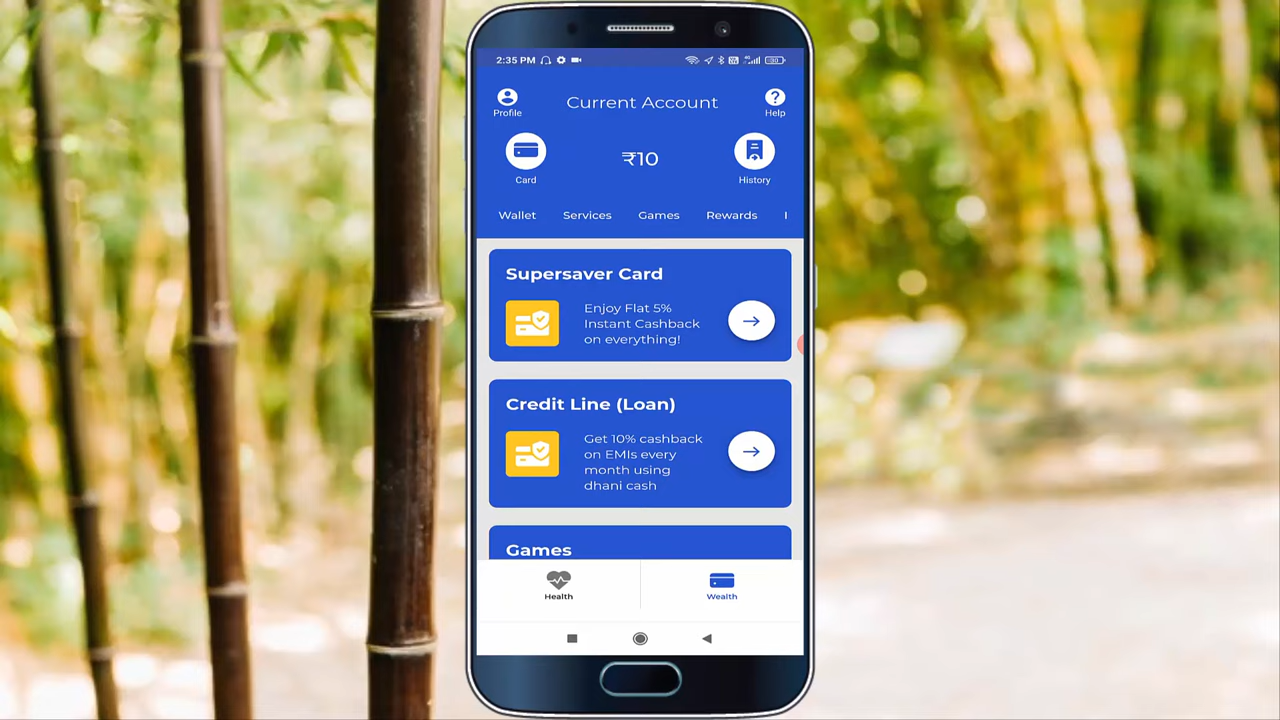 2:35 PM
Profile
Current Account
Help
Card
₹10
History
Wallet Services Games Rewards
Supersaver Card
Enjoy Flat 5%
Instant Cashback
on everything!
Credit Line (Loan)
Get 10% cashback
on EMIs every
month using
dhani cash
Games
Health
Wealth